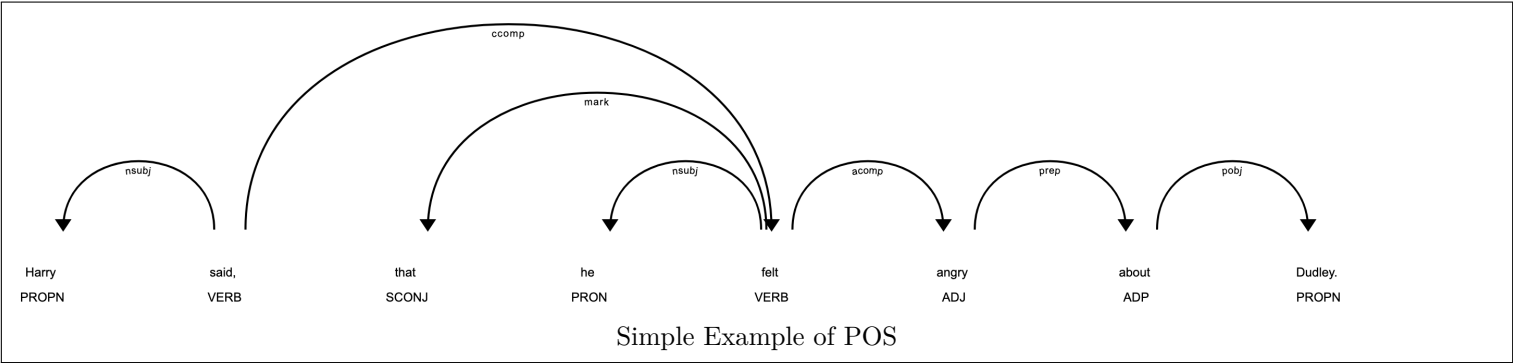 ccomp
mark
nsubj nsubj acomp prep pobj
Harry said, that he felt angry about Dudley.
PROPN VERB SCONJ PRON VERB ADJ ADP PROPN
Simple Example of POS